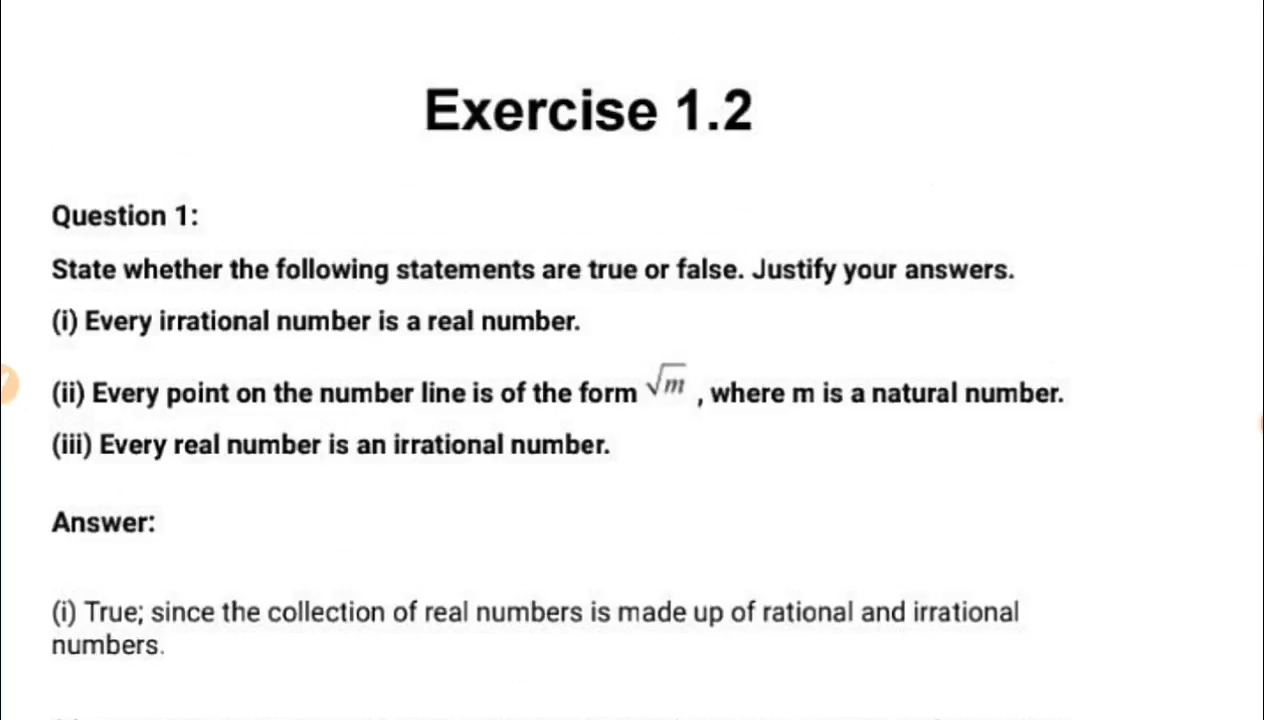 Exercise 1.2
Question 1:
State whether the following statements are true or false. Justify your answers.
(i) Every irrational number is a real number.
(ii) Every point on the number line is of the form √m , where m is a natural number.
(iii) Every real number is an irrational number.
Answer:
(i) True; since the collection of real numbers is made up of rational and irrational
numbers.